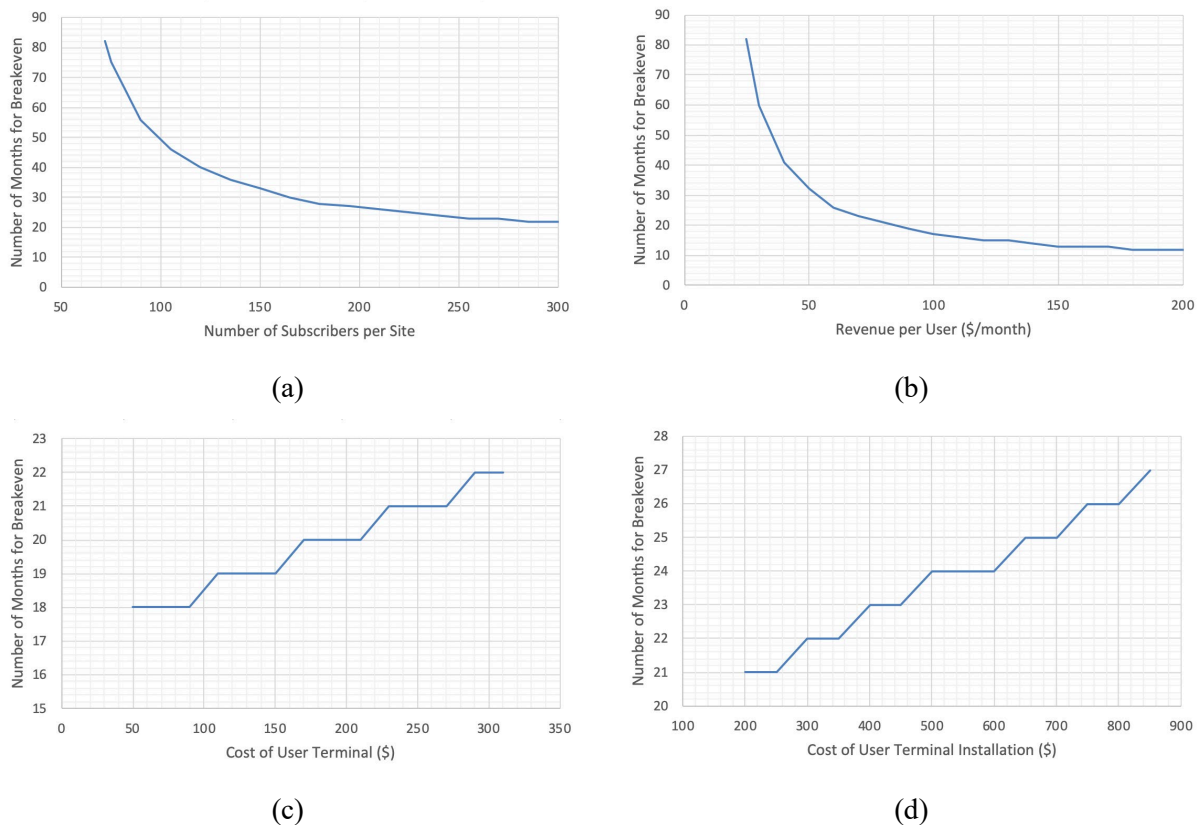 90
80
70
60
50
40
30
20
10
0
Number of Months for Breakeven
50 100 150 200 250 300
Number of Subscribers per Site
(a)
90
80
70
60
50
40
30
20
10
0
Number of Months for Breakeven
0 50 100 150 200
Revenue per User ($/month)
(b)
23
22
21
20
19
18
17
16
15
Number of Months for Breakeven
0 50 100 150 200 250 300 350
Cost of User Terminal ($)
(c)
28
27
26
25
24
23
22
21
20
Number of Months for Breakeven
100 200 300 400 500 600 700 800 900
Cost of User Terminal Installation ($)
(d)